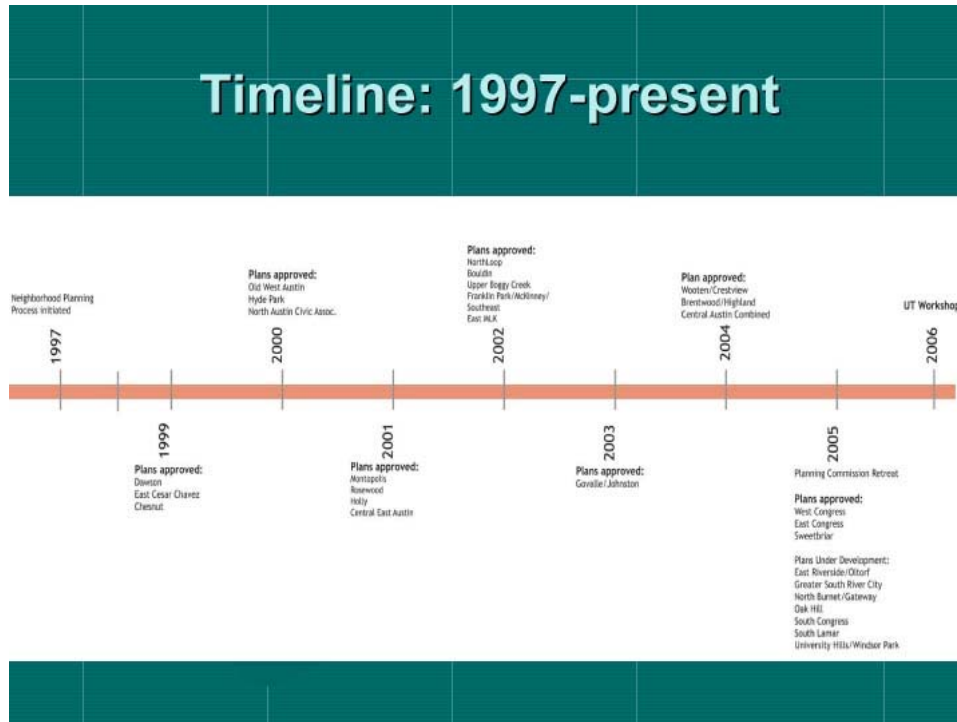 Timeline: 1997-present
Neighborhood Planning
Process initiated
1997
1999
Plans approved:
Dawson
East Cesar Chavez
Chesnut
Plans approved:
Old West Austin
Hyde Park
North Austin Civic Assoc.
2000
2001
Plans approved:
Montopolis
Rosewood
Holly
Central East Austin
Plans approved:
NorthLoop
Bouldin
Upper Boggy Creek
Franklin Park/McKinney/
Southeast
East MLK
2002
2003
Plans approved:
Govalle/Johnston
Plan approved:
Wooten/Crestview
Brentwood/Highland
Central Austin Combined
2004
2005
Planning Commission Retreat
Plans approved:
West Congress
East Congress
Sweetbriar
Plans Under Development:
East Riverside/Oltorf
Greater South River City
North Burnet/Gateway
Oak Hill
South Congress
South Lamar
University Hills/Windsor Park
UT Workshop
2006